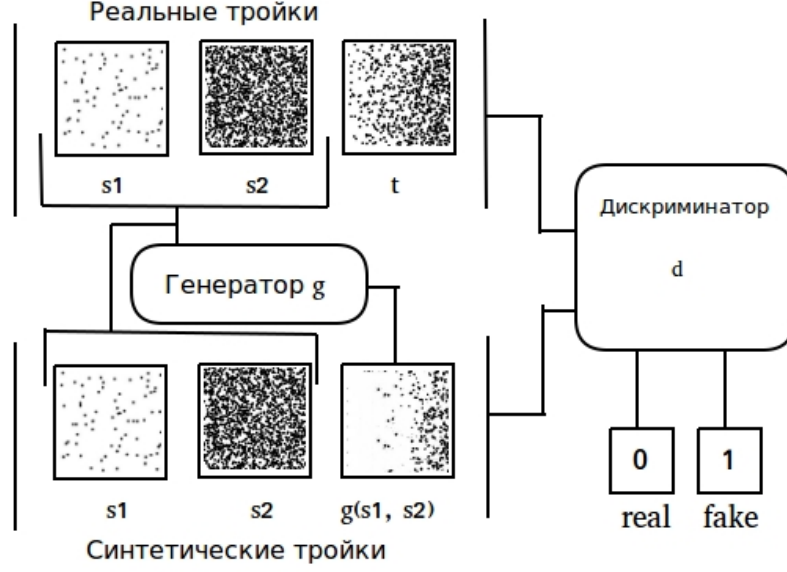 Реальные тройки
s1 s2 t
Дискриминатор
d
Генератор g
0 1
real fake
s1 s2 g(s1, s2)
Синтетические тройки